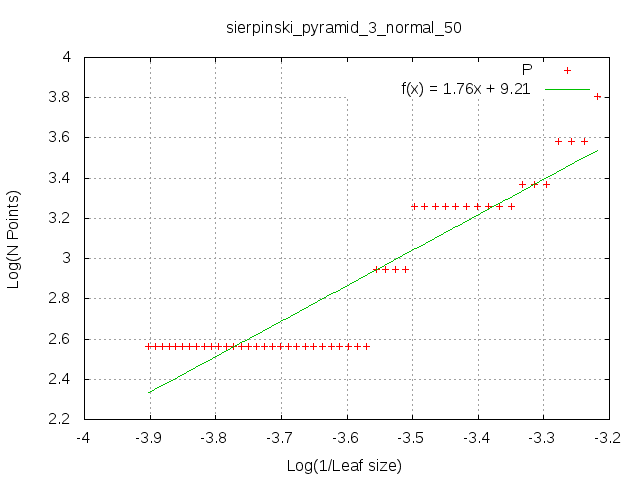 sierpinski_pyramid_3_normal_50
P
f(x) = 1.76x + 9.21
4
3.8
3.6
3.4
3.2
3
2.8
2.6
2.4
2.2
Log(N Points)
-4 -3.9 -3.8 -3.7 -3.6 -3.5 -3.4 -3.3 -3.2
Log(1/Leaf size)